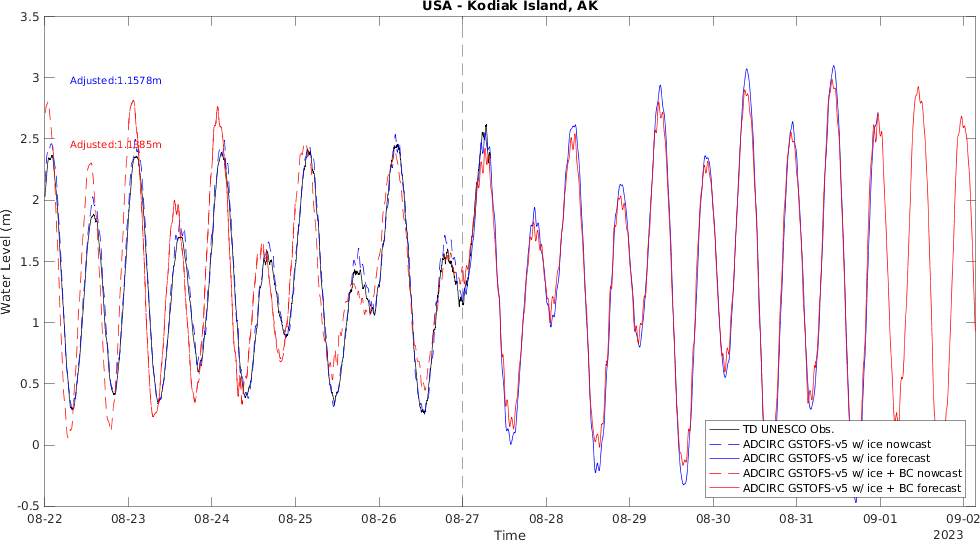 USA - Kodiak Island, AK
Water Level (m)
3.5
3
2.5
2
1.5
1
0.5
0
-0.5
Adjusted:1.1578m
Adjusted:1.1385m
TD UNESCO Obs.
ADCIRC GSTOFS-v5 w/ ice nowcast
ADCIRC GSTOFS-v5 w/ ice forecast
ADCIRC GSTOFS-v5 w/ ice + BC nowcast
ADCIRC GSTOFS-v5 w/ ice + BC forecast
08-22 08-23 08-24 08-25 08-26 08-27 08-28 08-29 08-30 08-31 09-01 09-02
Time
2023